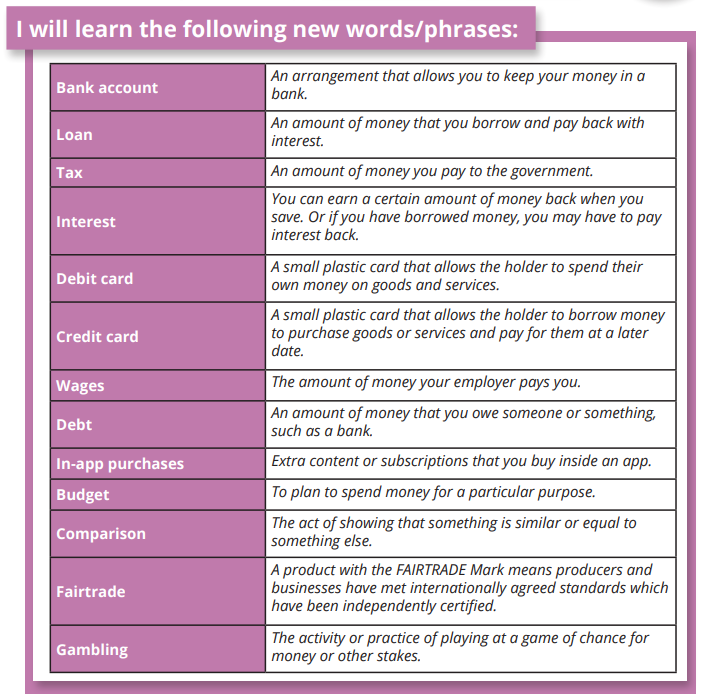 I will learn the following new words/phrases:
Bank account
An arrangement that allows you to keep your money in a
bank.
Loan
An amount of money that you borrow and pay back with
interest.
Tax
An amount of money you pay to the government.
Interest
You can earn a certain amount of money back when you
save. Or if you have borrowed money, you may have to pay
interest back.
Debit card
A small plastic card that allows the holder to spend their
own money on goods and services.
Credit card
A small plastic card that allows the holder to borrow money
to purchase goods or services and pay for them at a later
date.
Wages
The amount of money your employer pays you.
Debt
An amount of money that you owe someone or something,
such as a bank.
In-app purchases
Extra content or subscriptions that you buy inside an app.
Budget
To plan to spend money for a particular purpose.
Comparison
The act of showing that something is similar or equal to
something else.
Fairtrade
A product with the FAIRTRADE Mark means producers and
businesses have met internationally agreed standards which
have been independently certified.
Gambling
The activity or practice of playing at a game of chance for
money or other stakes.